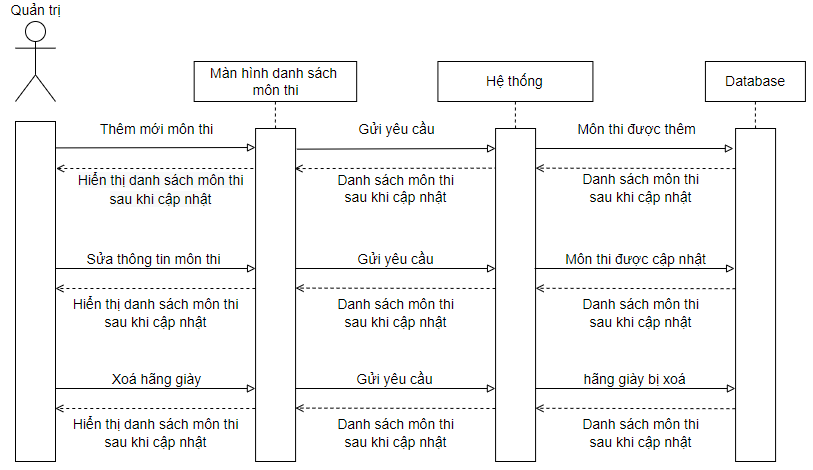 Quản trị
Màn hình danh sách
môn thi
Hệ thống
Database
Thêm mới môn thi
Gửi yêu cầu
Môn thi được thêm
Hiển thị danh sách môn thi
sau khi cập nhật
Danh sách môn thi
sau khi cập nhật
Danh sách môn thi
sau khi cập nhật
Sửa thông tin môn thi
Gửi yêu cầu
Môn thi được cập nhật
Hiển thị danh sách môn thi
sau khi cập nhật
Danh sách môn thi
sau khi cập nhật
Danh sách môn thi
sau khi cập nhật
Xoá hãng giày
Gửi yêu cầu
hãng giày bị xoá
Hiển thị danh sách môn thi
sau khi cập nhật
Danh sách môn thi
sau khi cập nhật
Danh sách môn thi
sau khi cập nhật